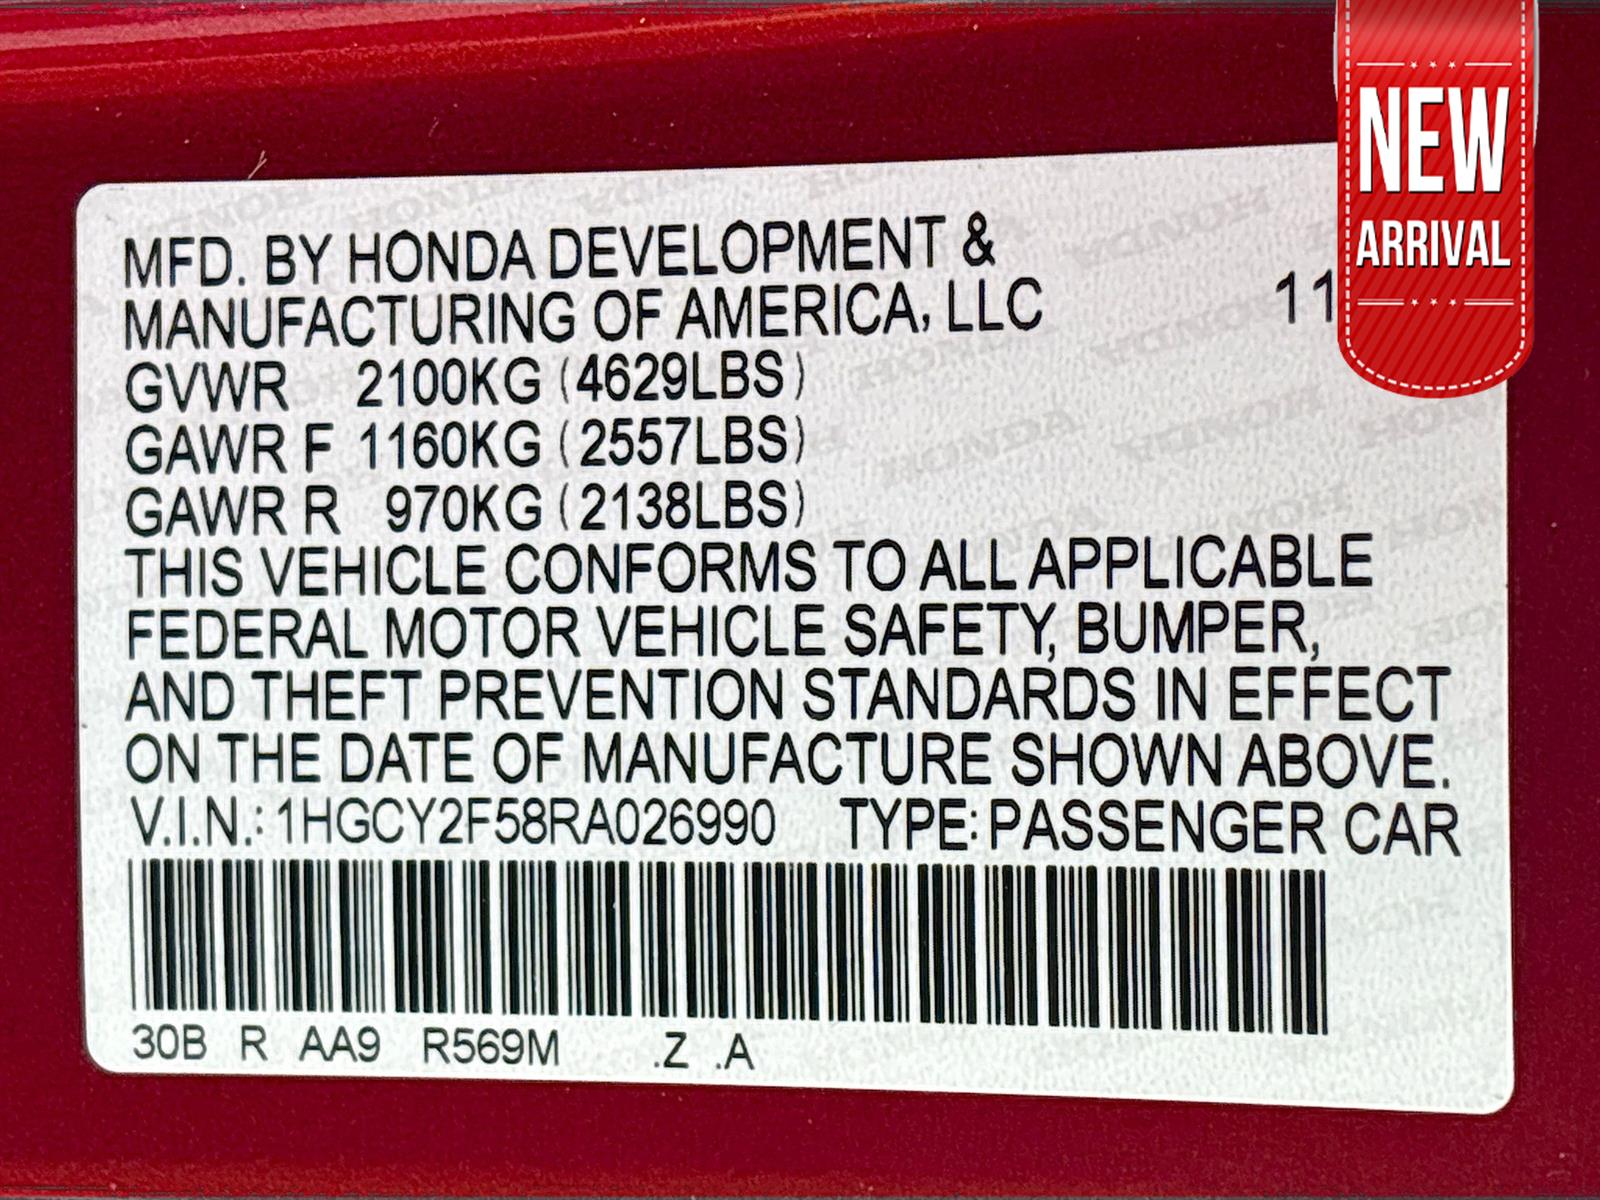 NEW
ARRIVAL
MFD. BY HONDA DEVELOPMENT &
MANUFACTURING OF AMERICA, LLC 11
GVWR 2100KG (4629LBS)
GAWR F 1160KG (2557LBS)
GAWR R 970KG (2138LBS)
THIS VEHICLE CONFORMS TO ALL APPLICABLE
FEDERAL MOTOR VEHICLE SAFETY, BUMPER,
AND THEFT PREVENTION STANDARDS IN EFFECT
ON THE DATE OF MANUFACTURE SHOWN ABOVE.
V.I.N.: 1HGCY2F58RA026990 TYPE: PASSENGER CAR
30B R AA9 R569M .Z .A